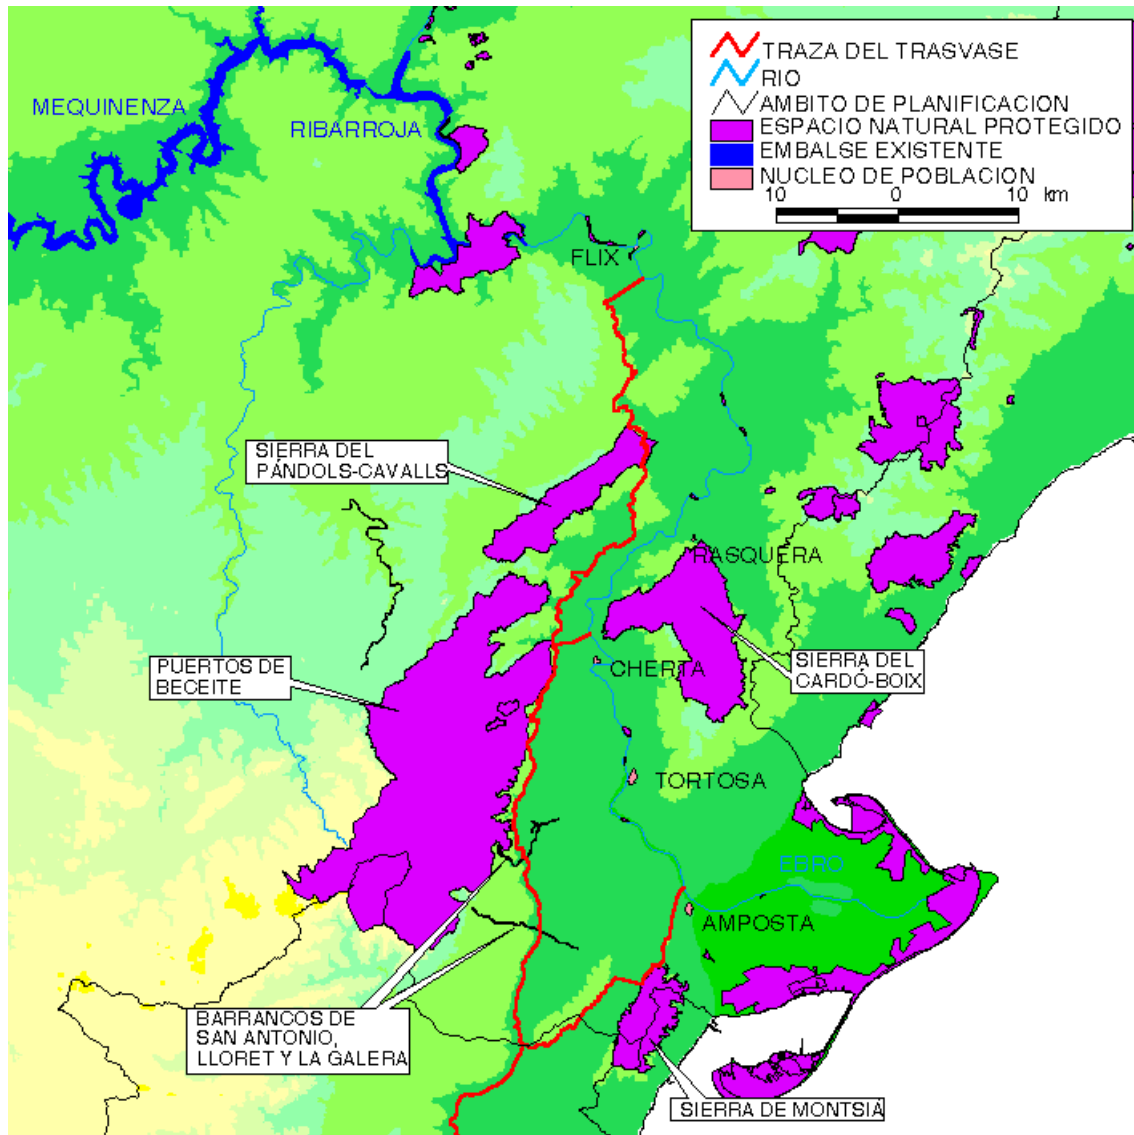 TRAZA DEL TRASVASE
RIO
AMBITO DE PLANIFICACION
ESPACIO NATURAL PROTEGIDO
EMBALSE EXISTENTE
NUCLEO DE POBLACION
10 0 10 km
MEQUINENZA
RIBARROJA
FLIX
SIERRA DEL
PÁNDOLS-CAVALLS
RASQUERA
PUERTOS DE
BECEITE
CHERTA
SIERRA DEL
CARDÓ-BOIX
TORTOSA
EBRO
AMPOSTA
BARRANCOS DE
SAN ANTONIO,
LLORET Y LA GALERA
SIERRA DE MONTSIÁ